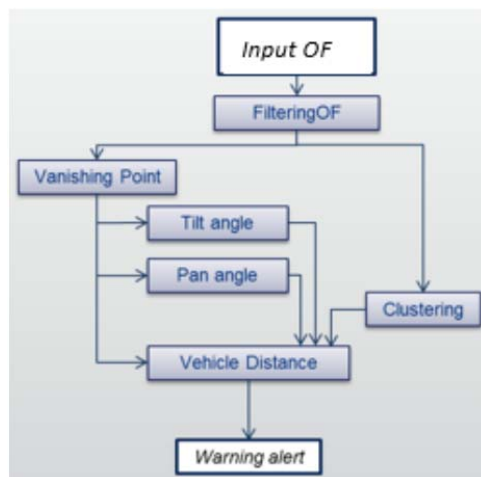 Input OF
FilteringOF
Vanishing Point
Tilt angle
Pan angle
Clustering
Vehicle Distance
Warning alert